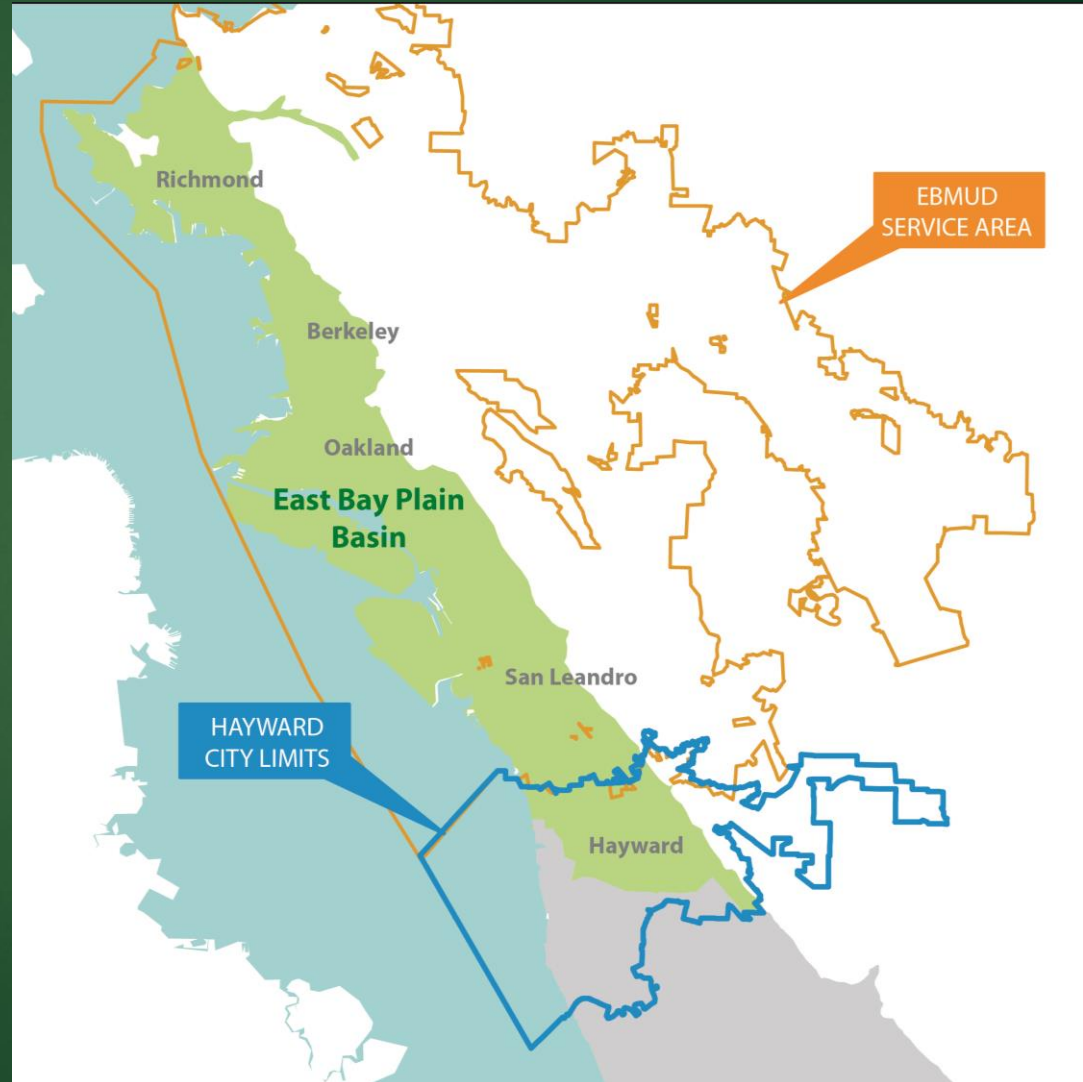 Richmond
EBMUD
SERVICE AREA
Berkeley
Oakland
East Bay Plain
Basin
San Leandro
HAYWARD
CITY LIMITS
Hayward